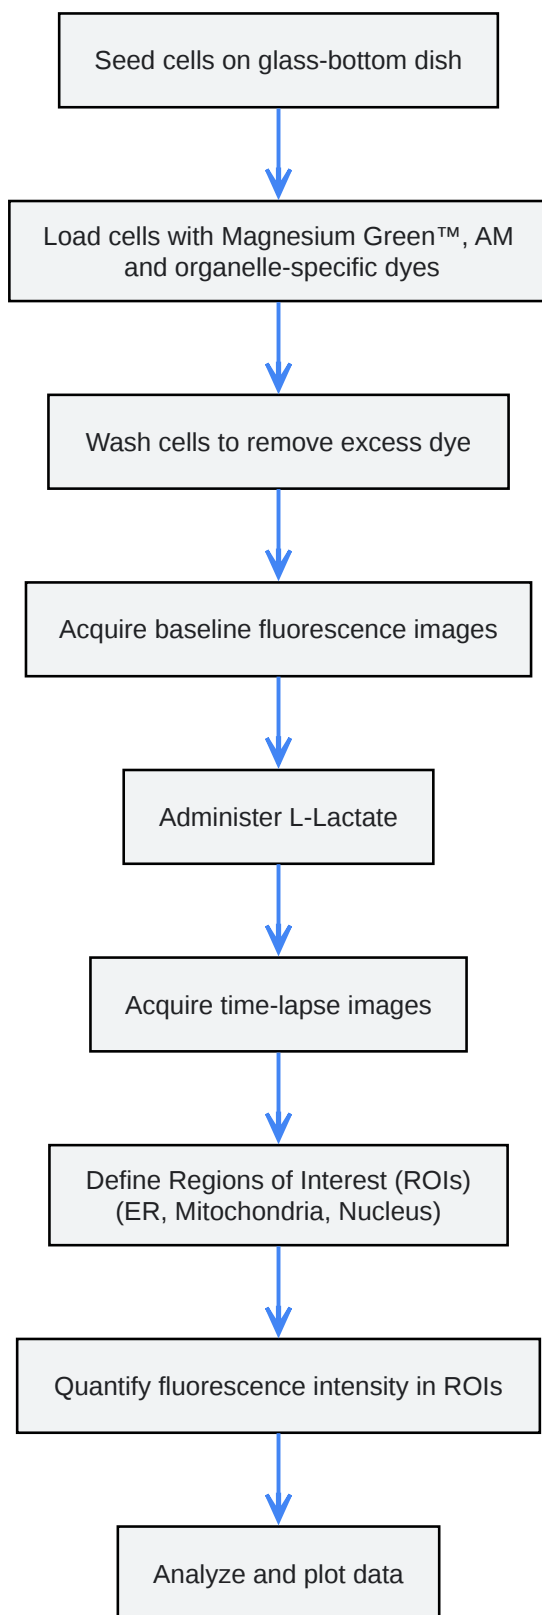 Seed cells on glass-bottom dish
Load cells with Magnesium Green™, AM
and organelle-specific dyes
Wash cells to remove excess dye
Acquire baseline fluorescence images
Administer L-Lactate
Acquire time-lapse images
Define Regions of Interest (ROIs)
(ER, Mitochondria, Nucleus)
Quantify fluorescence intensity in ROIs
Analyze and plot data